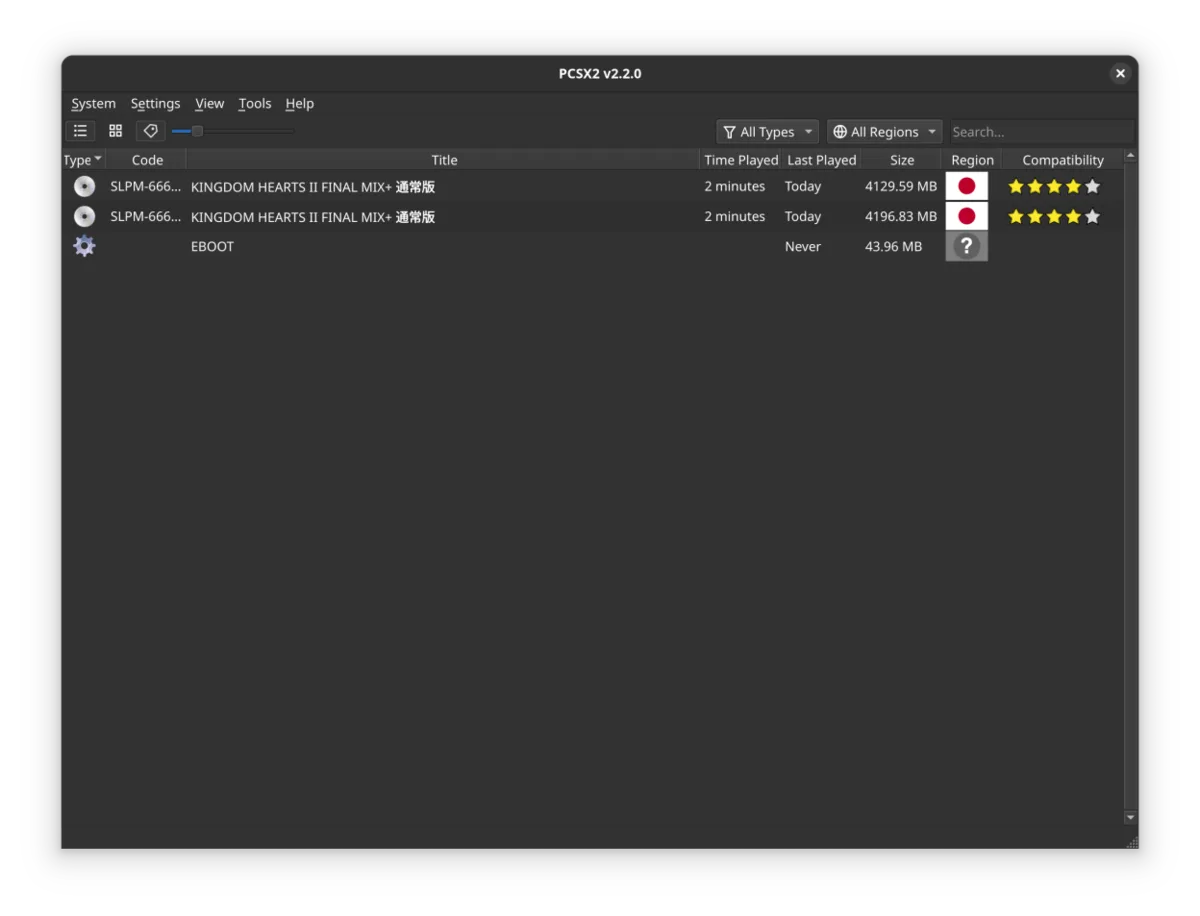 PCSX2 v2.2.0
System Settings View Tools Help
All Types All Regions Search...
Type Code Title Time Played Last Played Size Region Compatibility
SLPM-666... KINGDOM HEARTS II FINAL MIX+ 通常版 2 minutes Today 4129.59 MB
SLPM-666... KINGDOM HEARTS II FINAL MIX+ 通常版 2 minutes Today 4196.83 MB
EBOOT Never 43.96 MB ?